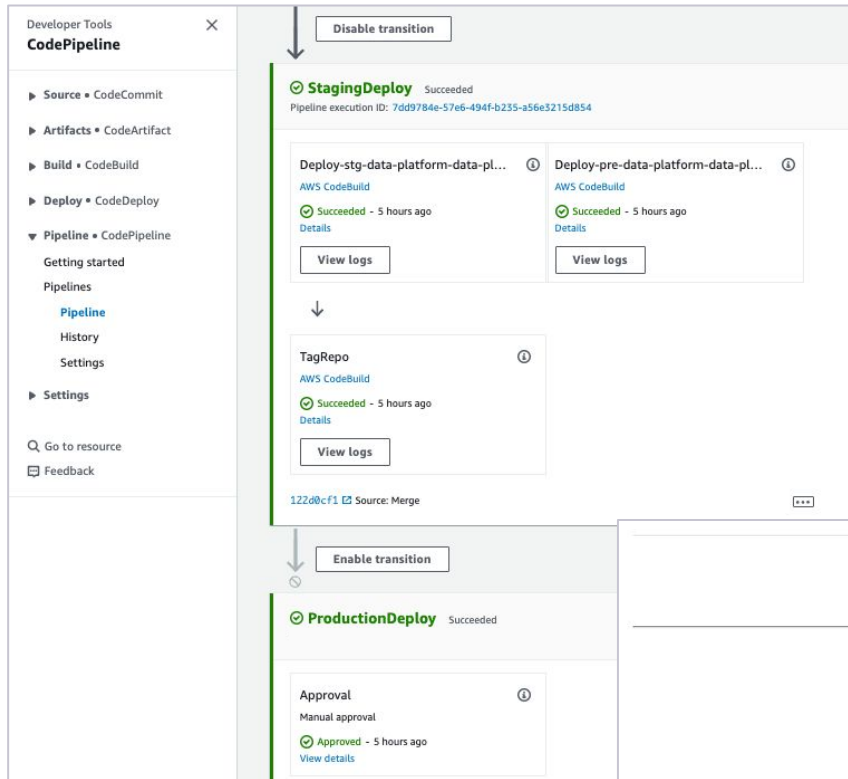 Developer Tools
CodePipeline
Source • CodeCommit
Artifacts • CodeArtifact
Build • CodeBuild
Deploy • CodeDeploy
Pipeline • CodePipeline
Getting started
Pipelines
Pipeline
History
Settings
Settings
Go to resource
Feedback
Disable transition
StagingDeploy Succeeded
Pipeline execution ID: 7dd9784e-57e6-494f-b235-a56e3215d854
Deploy-stg-data-platform-data-pl...
AWS CodeBuild
Succeeded - 5 hours ago
Details
View logs
Deploy-pre-data-platform-data-pl...
AWS CodeBuild
Succeeded - 5 hours ago
Details
View logs
TagRepo
AWS CodeBuild
Succeeded - 5 hours ago
Details
View logs
122d0cf1 Source: Merge
Enable transition
ProductionDeploy Succeeded
Approval
Manual approval
Approved - 5 hours ago
View details